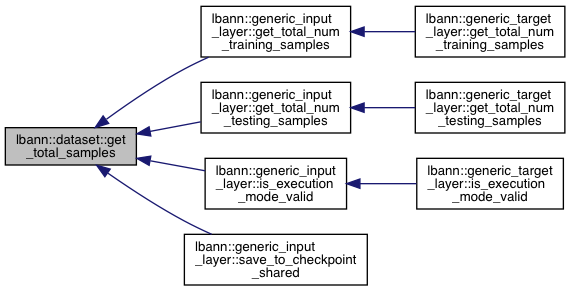 lbann::generic_input
_layer::get_total_num
_training_samples
lbann::generic_target
_layer::get_total_num
_training_samples
lbann::generic_input
_layer::get_total_num
_testing_samples
lbann::generic_target
_layer::get_total_num
_testing_samples
lbann::dataset::get
_total_samples
lbann::generic_input
_layer::is_execution
_mode_valid
lbann::generic_target
_layer::is_execution
_mode_valid
lbann::generic_input
_layer::save_to_checkpoint
_shared